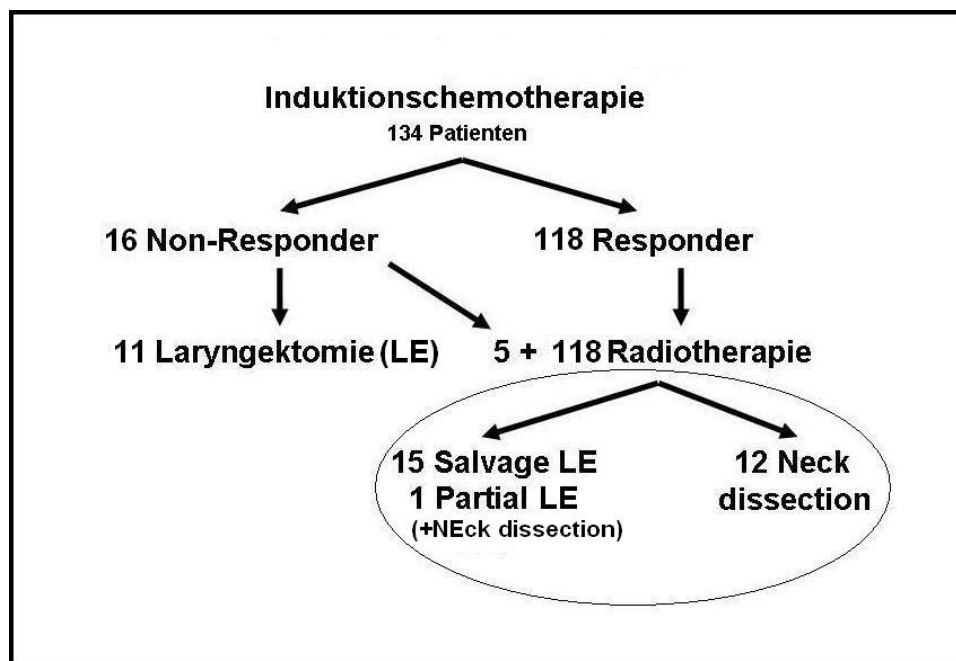 Induktionschemotherapie
134 Patienten
16 Non-Responder
118 Responder
11 Laryngektomie (LE)
5 + 118 Radiotherapie
15 Salvage LE
1 Partial LE
(+NEck dissection)
12 Neck
dissection